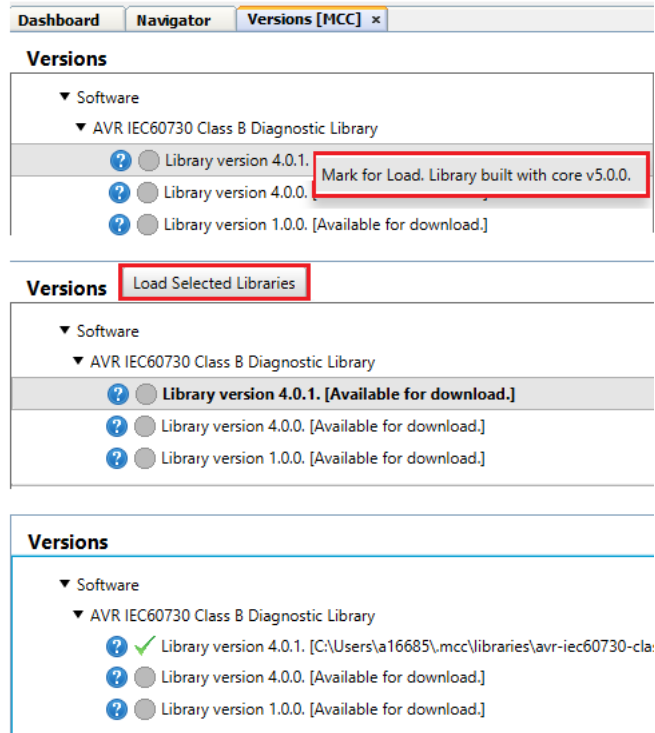 Dashboard Navigator Versions [MCC] ×
Versions
Software
AVR IEC60730 Class B Diagnostic Library
Library version 4.0.1.
Mark for Load. Library built with core v5.0.0.
Library version 4.0.0.
Library version 1.0.0. [Available for download.]
Versions Load Selected Libraries
Software
AVR IEC60730 Class B Diagnostic Library
Library version 4.0.1. [Available for download.]
Library version 4.0.0. [Available for download.]
Library version 1.0.0. [Available for download.]
Versions
Software
AVR IEC60730 Class B Diagnostic Library
Library version 4.0.1. [C:\Users\a16685\.mcc\libraries\avr-iec60730-cla
Library version 4.0.0. [Available for download.]
Library version 1.0.0. [Available for download.]